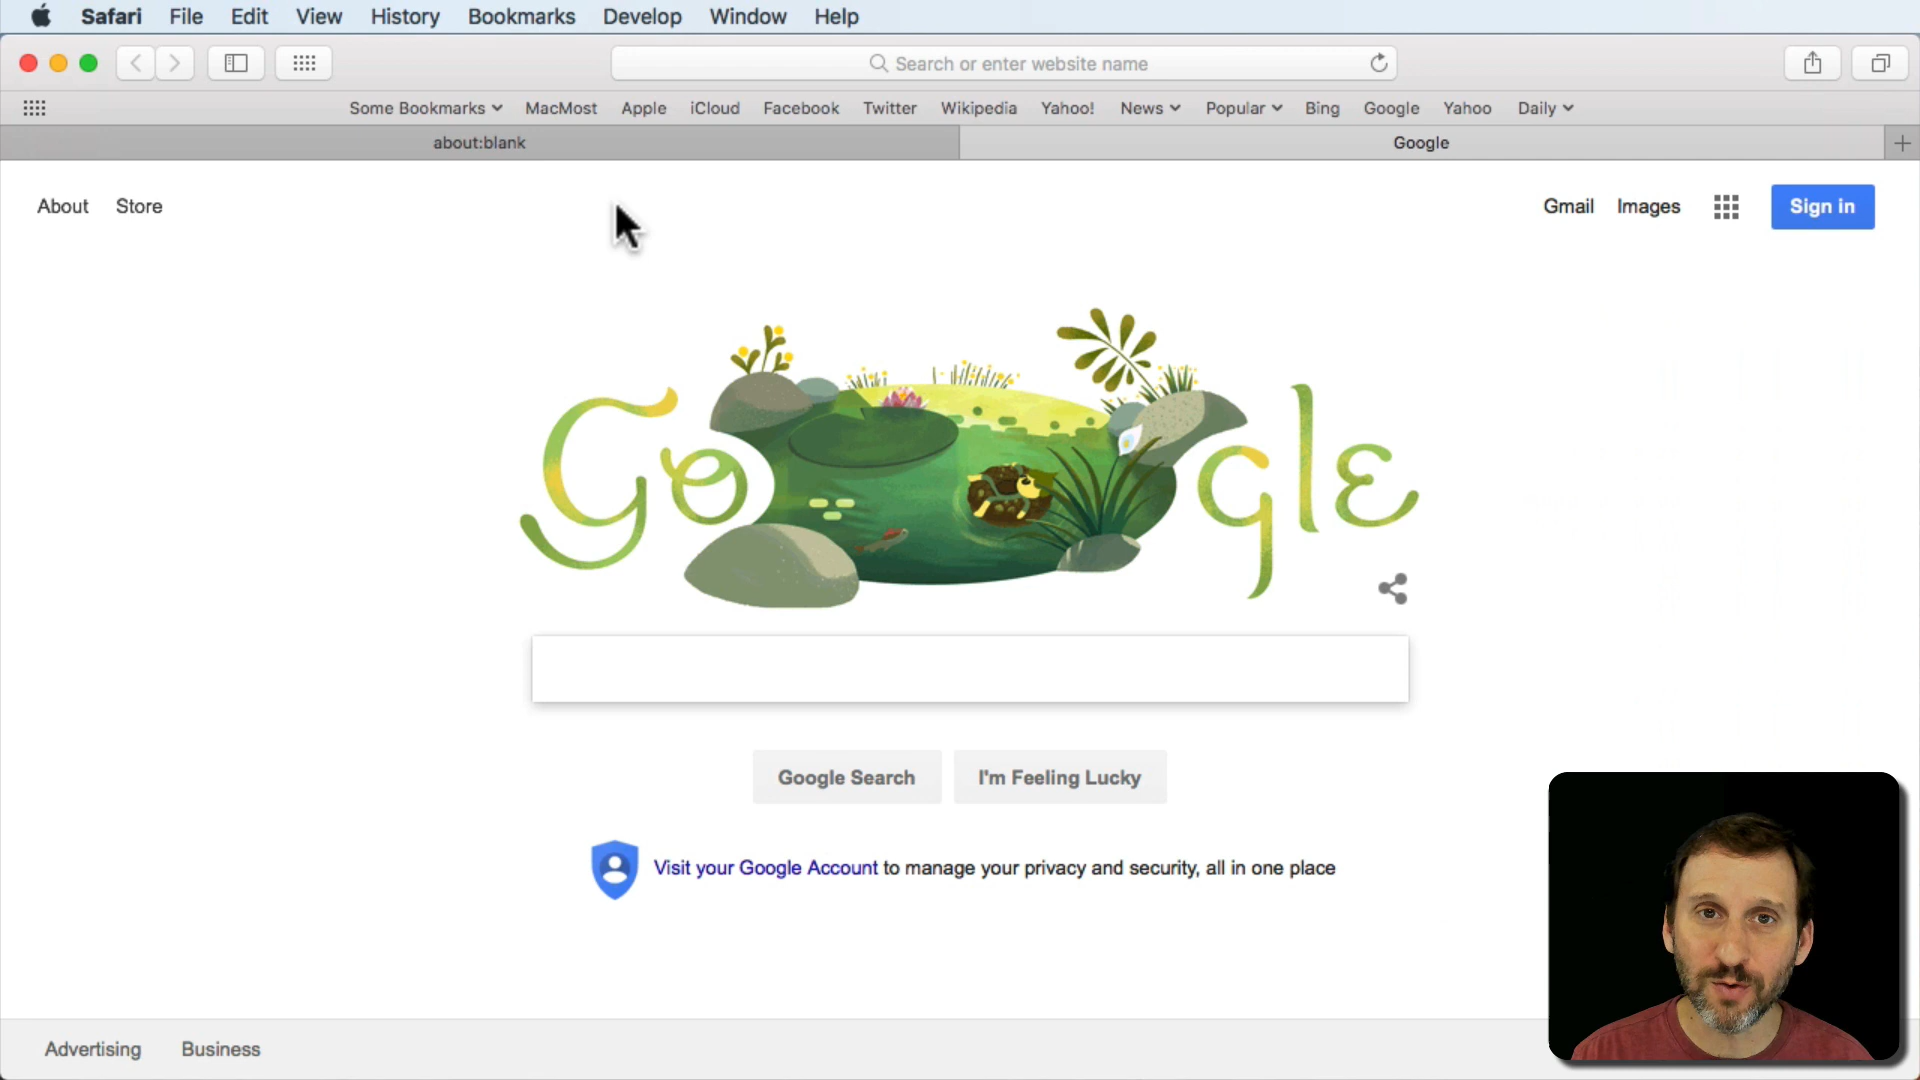 Safari File Edit View History Bookmarks Develop Window Help
Search or enter website name
Some Bookmarks MacMost Apple iCloud Facebook Twitter Wikipedia Yahoo! News Popular Bing Google Yahoo Daily
about:blank Google
About Store Gmail Images Sign in
Google
Google Search I'm Feeling Lucky
Visit your Google Account to manage your privacy and security, all in one place
Advertising Business